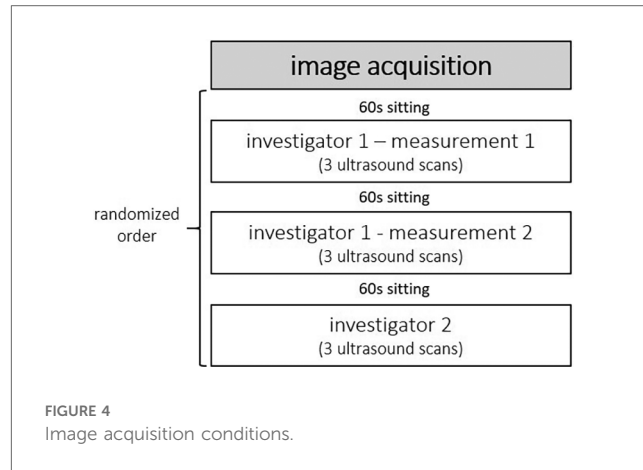 image acquisition
60s sitting
investigator 1 – measurement 1
(3 ultrasound scans)
60s sitting
randomized
order
investigator 1 - measurement 2
(3 ultrasound scans)
60s sitting
investigator 2
(3 ultrasound scans)
FIGURE 4
Image acquisition conditions.